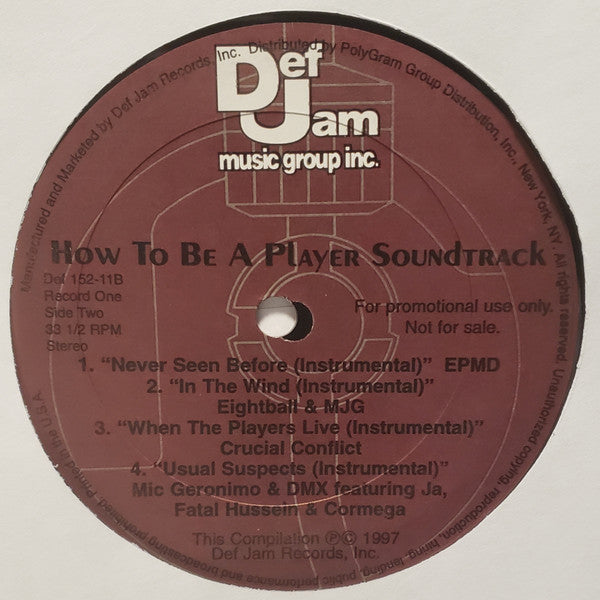 Manufactured and Marketed by Def Jam Records, Inc. Distributed by PolyGram Group Distribution, Inc., New York, NY. All rights reserved. Unauthorized copying, reproduction, hiring, lending, public performance and broadcasting prohibited. Printed in the U.S.A.
Def
Jam
music group inc.
How To Be A Player Soundtrack
Def 152-11B
Record One
Side Two
33 1/2 RPM
Stereo
For promotional use only.
Not for sale.
1. “Never Seen Before (Instrumental)” EPMD
2. “In The Wind (Instrumental)”
Eightball & MJG
3. “When The Players Live (Instrumental)”
Crucial Conflict
4. “Usual Suspects (Instrumental)”
Mic Geronimo & DMX featuring Ja,
Fatal Hussein & Cormega
This Compilation ℗© 1997
Def Jam Records, Inc.